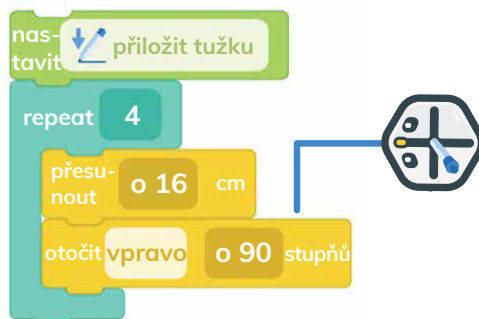 nas-
tavit přiložit tužku
repeat 4
přesu-
nout o 16 cm
otočit vpravo o 90 stupňů